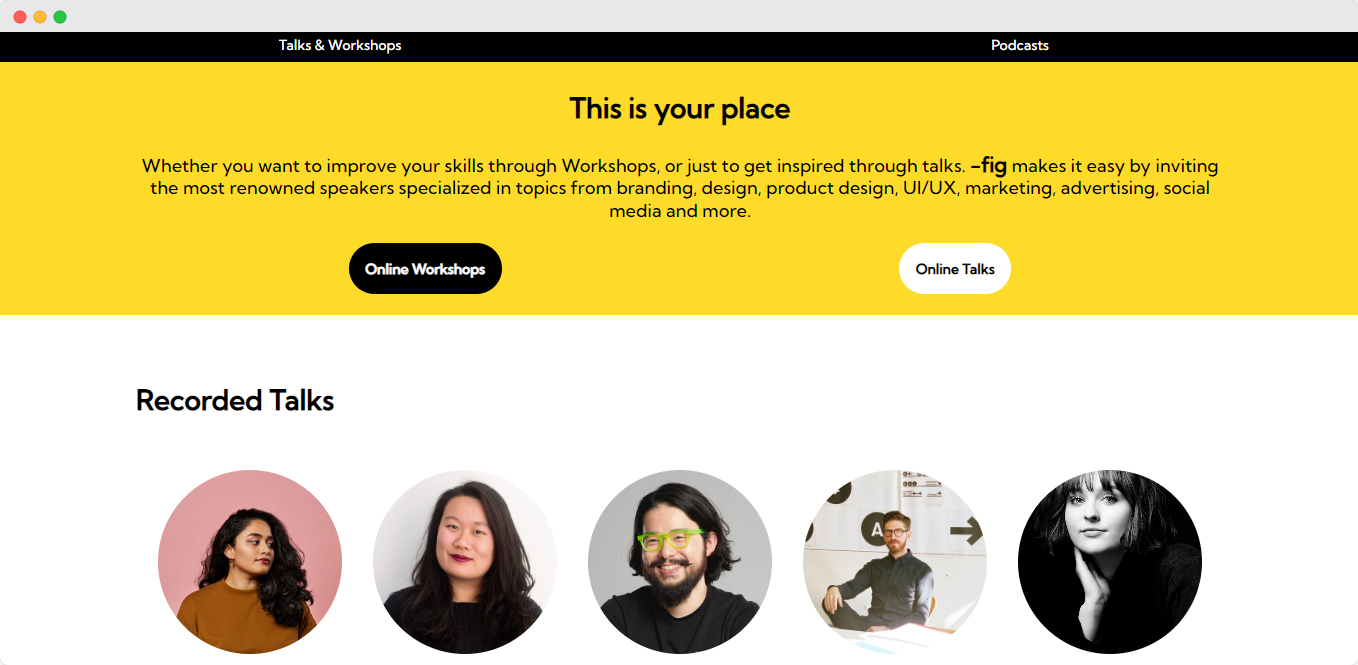 Talks & Workshops
Podcasts
This is your place
Whether you want to improve your skills through Workshops, or just to get inspired through talks. –fig makes it easy by inviting
the most renowned speakers specialized in topics from branding, design, product design, UI/UX, marketing, advertising, social
media and more.
Online Workshops
Online Talks
Recorded Talks
A